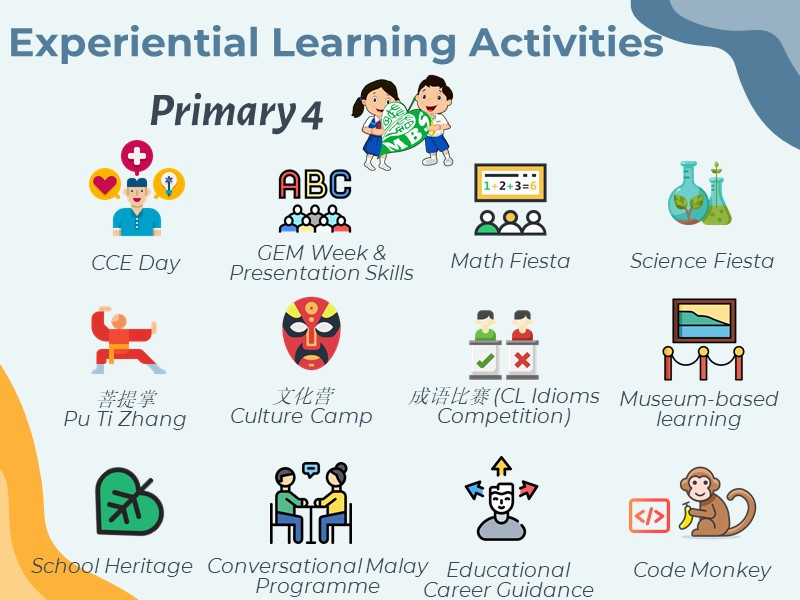 Experiential Learning Activities
Primary 4
MBS
ABC
1+2+3=6
CCE Day
GEM Week &
Presentation Skills
Math Fiesta
Science Fiesta
菩提掌
Pu Ti Zhang
文化营
Culture Camp
成语比赛 (CL Idioms
Competition)
Museum-based
learning
</>
School Heritage
Conversational Malay
Programme
Educational
Career Guidance
Code Monkey